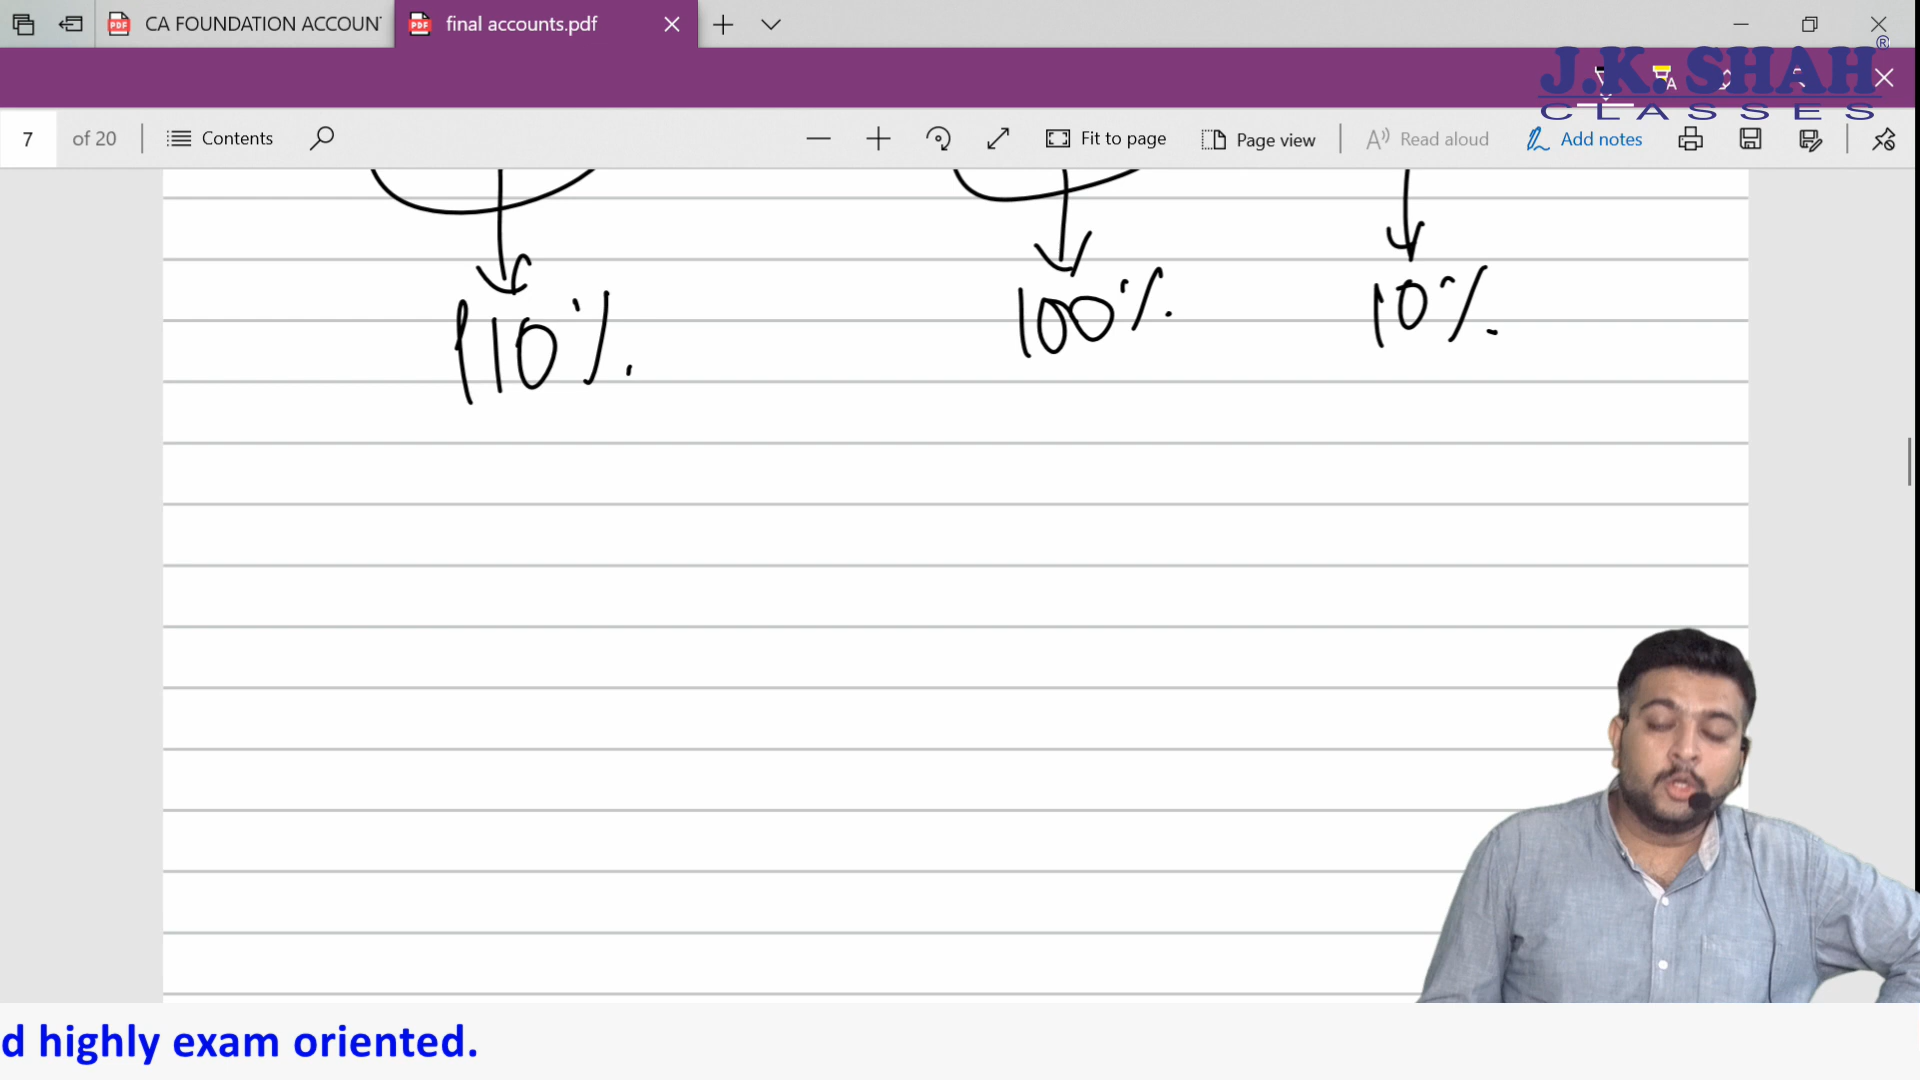 CA FOUNDATION ACCOUN
final accounts.pdf
J.K. SHAH®
CLASSES
7 of 20
Contents
Fit to page
Page view
Read aloud
Add notes
110%.
100%.
10%.
d highly exam oriented.